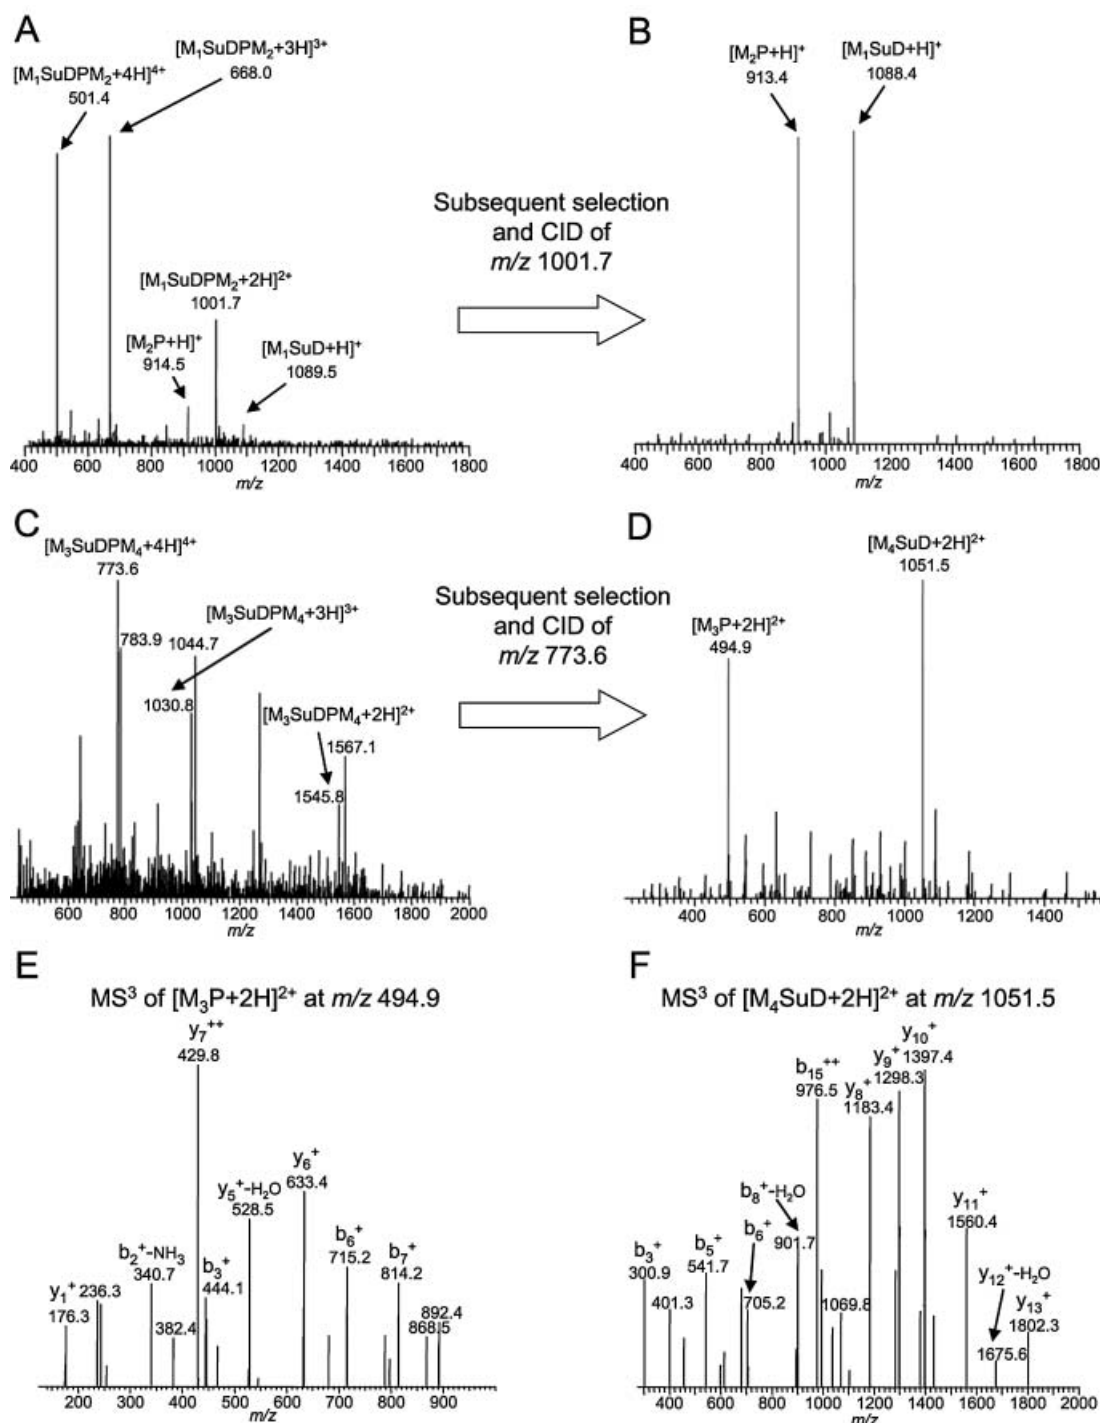 A
[M₁SuDPM₂+3H]³⁺
668.0
[M₁SuDPM₂+4H]⁴⁺
501.4
[M₁SuDPM₂+2H]²⁺
1001.7
[M₂P+H]⁺
914.5
[M₁SuD+H]⁺
1089.5
400 600 800 1000 1200 1400 1600 1800
m/z
Subsequent selection
and CID of
m/z 1001.7
B
[M₂P+H]⁺
913.4
[M₁SuD+H]⁺
1088.4
400 600 800 1000 1200 1400 1600 1800
m/z
C
[M₃SuDPM₄+4H]⁴⁺
773.6
[M₃SuDPM₄+3H]³⁺
783.9
1044.7
1030.8
[M₃SuDPM₄+2H]²⁺
1567.1
1545.8
600 800 1000 1200 1400 1600 1800 2000
m/z
Subsequent selection
and CID of
m/z 773.6
D
[M₄SuD+2H]²⁺
1051.5
[M₃P+2H]²⁺
494.9
400 600 800 1000 1200 1400
m/z
E
MS³ of [M₃P+2H]²⁺ at m/z 494.9
y₇⁺⁺
429.8
y₆⁺
633.4
y₅⁺-H₂O
528.5
b₆⁺
715.2
b₂⁺-NH₃
340.7
b₃⁺
444.1
b₇⁺
814.2
y₁⁺
176.3
236.3
382.4
892.4
868.5
200 300 400 500 600 700 800 900
m/z
F
MS³ of [M₄SuD+2H]²⁺ at m/z 1051.5
y₁₀⁺
1397.4
y₉⁺
1298.3
b₁₅⁺⁺
976.5
y₈⁺
1183.4
b₈⁺-H₂O
901.7
b₆⁺
705.2
b₅⁺
541.7
b₃⁺
300.9
401.3
1069.8
y₁₁⁺
1560.4
y₁₂⁺-H₂O
1675.6
y₁₃⁺
1802.3
400 600 800 1000 1200 1400 1600 1800 2000
m/z